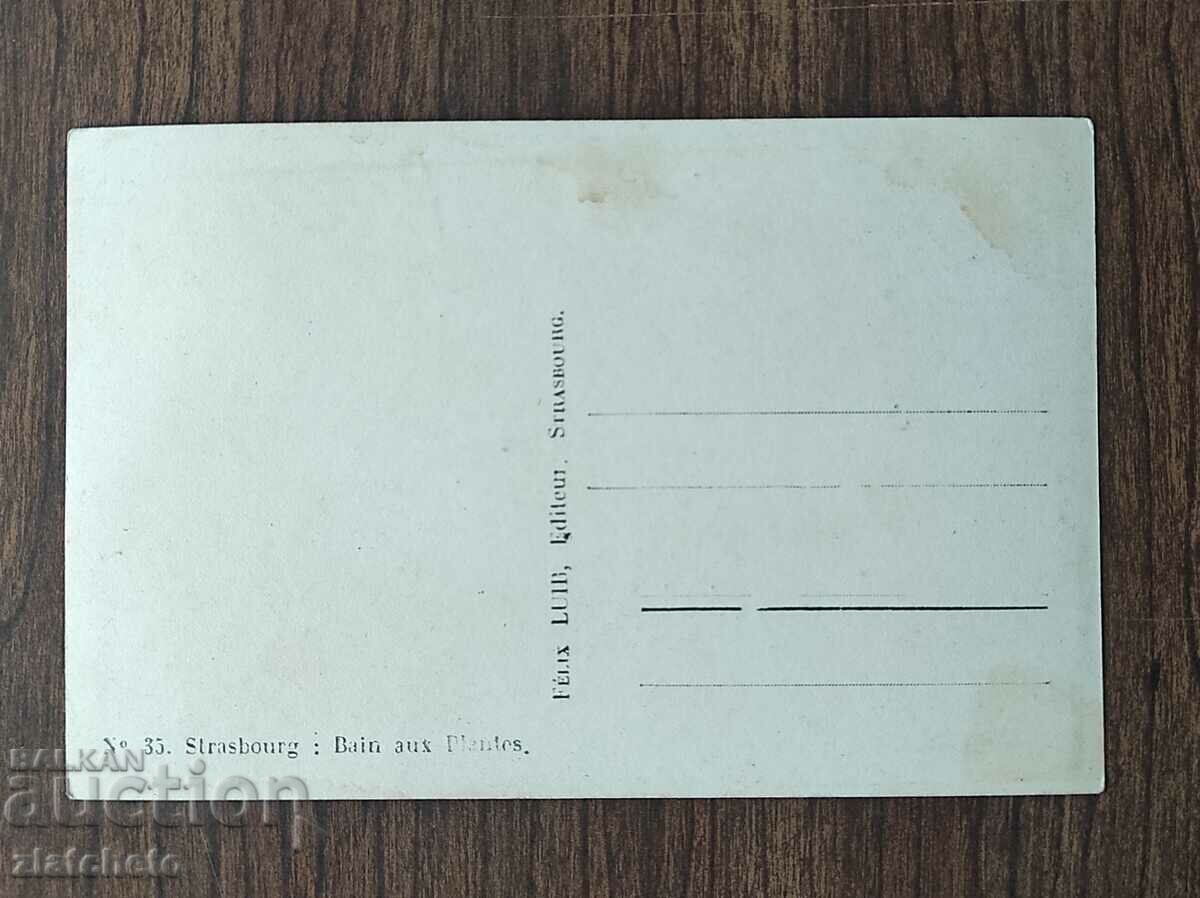 FÉLIX LUIB, Editeur. STRASBOURG.
Nº 35. Strasbourg : Bain aux Plantes.
BALKAN
auction
zlatcheto